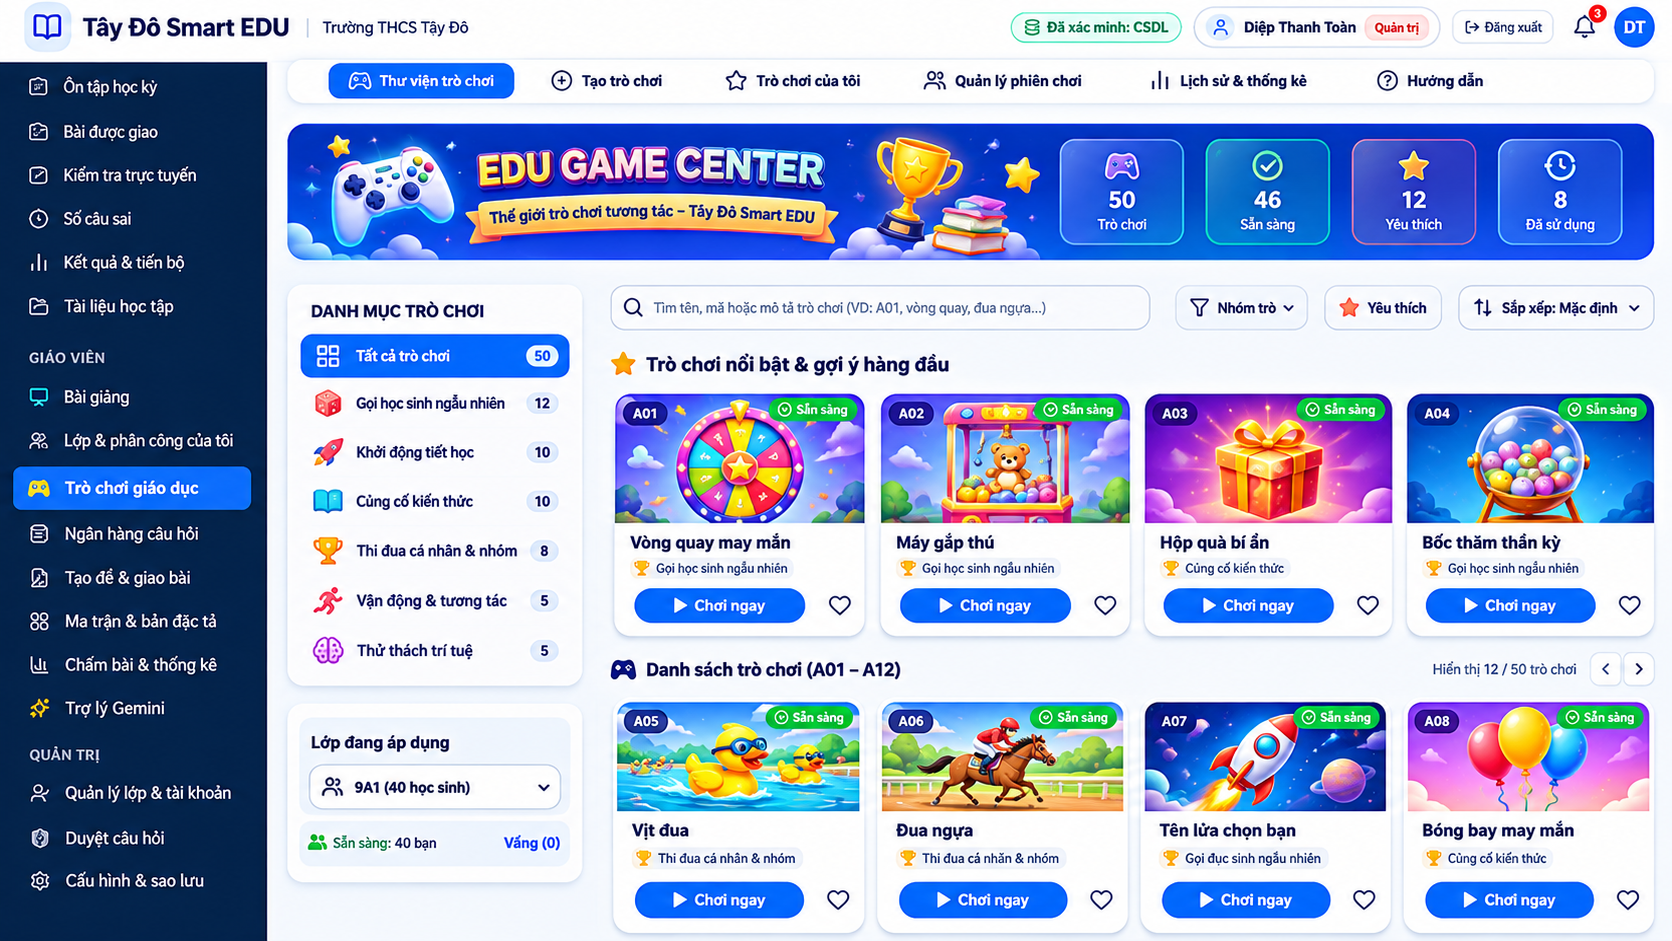 Tây Đô Smart EDU
Trường THCS Tây Đô
Đã xác minh: CSDL
Diệp Thanh Toàn
Quản trị
Đăng xuất
3
DT
Ôn tập học kỳ
Bài được giao
Kiểm tra trực tuyến
Số câu sai
Kết quả & tiến bộ
Tài liệu học tập
GIÁO VIÊN
Bài giảng
Lớp & phân công của tôi
Trò chơi giáo dục
Ngân hàng câu hỏi
Tạo đề & giao bài
Ma trận & bản đặc tả
Chấm bài & thống kê
Trợ lý Gemini
QUẢN TRỊ
Quản lý lớp & tài khoản
Duyệt câu hỏi
Cấu hình & sao lưu
Thư viện trò chơi
Tạo trò chơi
Trò chơi của tôi
Quản lý phiên chơi
Lịch sử & thống kê
Hướng dẫn
EDU GAME CENTER
Thế giới trò chơi tương tác – Tây Đô Smart EDU
50
Trò chơi
46
Sẵn sàng
12
Yêu thích
8
Đã sử dụng
DANH MỤC TRÒ CHƠI
Tất cả trò chơi 50
Gọi học sinh ngẫu nhiên 12
Khởi động tiết học 10
Củng cố kiến thức 10
Thi đua cá nhân & nhóm 8
Vận động & tương tác 5
Thử thách trí tuệ 5
Lớp đang áp dụng
9A1 (40 học sinh)
Sẵn sàng: 40 bạn
Vắng (0)
Tìm tên, mã hoặc mô tả trò chơi (VD: A01, vòng quay, đua ngựa...)
Nhóm trò
Yêu thích
Sắp xếp: Mặc định
Trò chơi nổi bật & gợi ý hàng đầu
A01
Sẵn sàng
Vòng quay may mắn
Gọi học sinh ngẫu nhiên
Chơi ngay
A02
Sẵn sàng
Máy gắp thú
Gọi học sinh ngẫu nhiên
Chơi ngay
A03
Sẵn sàng
Hộp quà bí ẩn
Củng cố kiến thức
Chơi ngay
A04
Sẵn sàng
Bốc thăm thần kỳ
Gọi học sinh ngẫu nhiên
Chơi ngay
Danh sách trò chơi (A01 – A12)
Hiển thị 12 / 50 trò chơi
A05
Sẵn sàng
Vịt đua
Thi đua cá nhân & nhóm
Chơi ngay
A06
Sẵn sàng
Đua ngựa
Thi đua cá nhân & nhóm
Chơi ngay
A07
Sẵn sàng
Tên lửa chọn bạn
Gọi đục sinh ngẫu nhiên
Chơi ngay
A08
Sẵn sàng
Bóng bay may mắn
Củng cố kiến thức
Chơi ngay